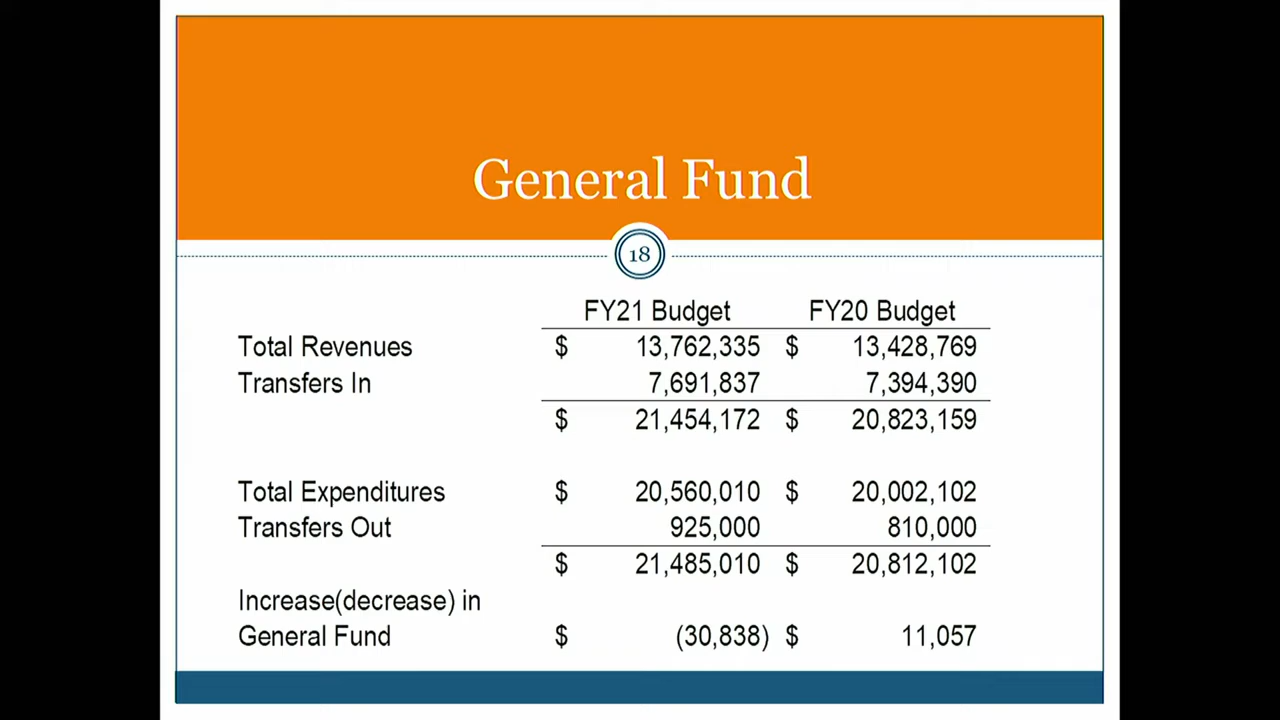 General Fund
18
FY21 Budget FY20 Budget
Total Revenues $ 13,762,335 $ 13,428,769
Transfers In 7,691,837 7,394,390
$ 21,454,172 $ 20,823,159
Total Expenditures $ 20,560,010 $ 20,002,102
Transfers Out 925,000 810,000
$ 21,485,010 $ 20,812,102
Increase(decrease) in
General Fund $ (30,838) $ 11,057